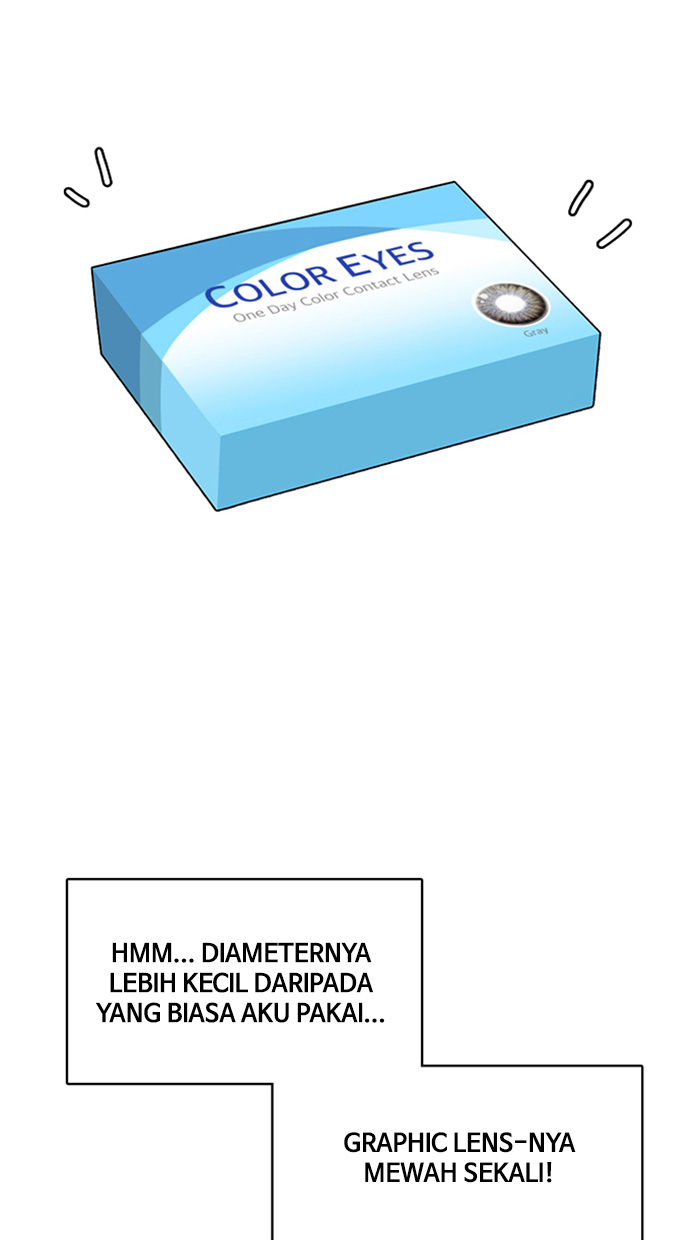 COLOR EYES
One Day Color Contact Lens
Gray
HMM... DIAMETERNYA
LEBIH KECIL DARIPADA
YANG BIASA AKU PAKAI...
GRAPHIC LENS-NYA
MEWAH SEKALI!